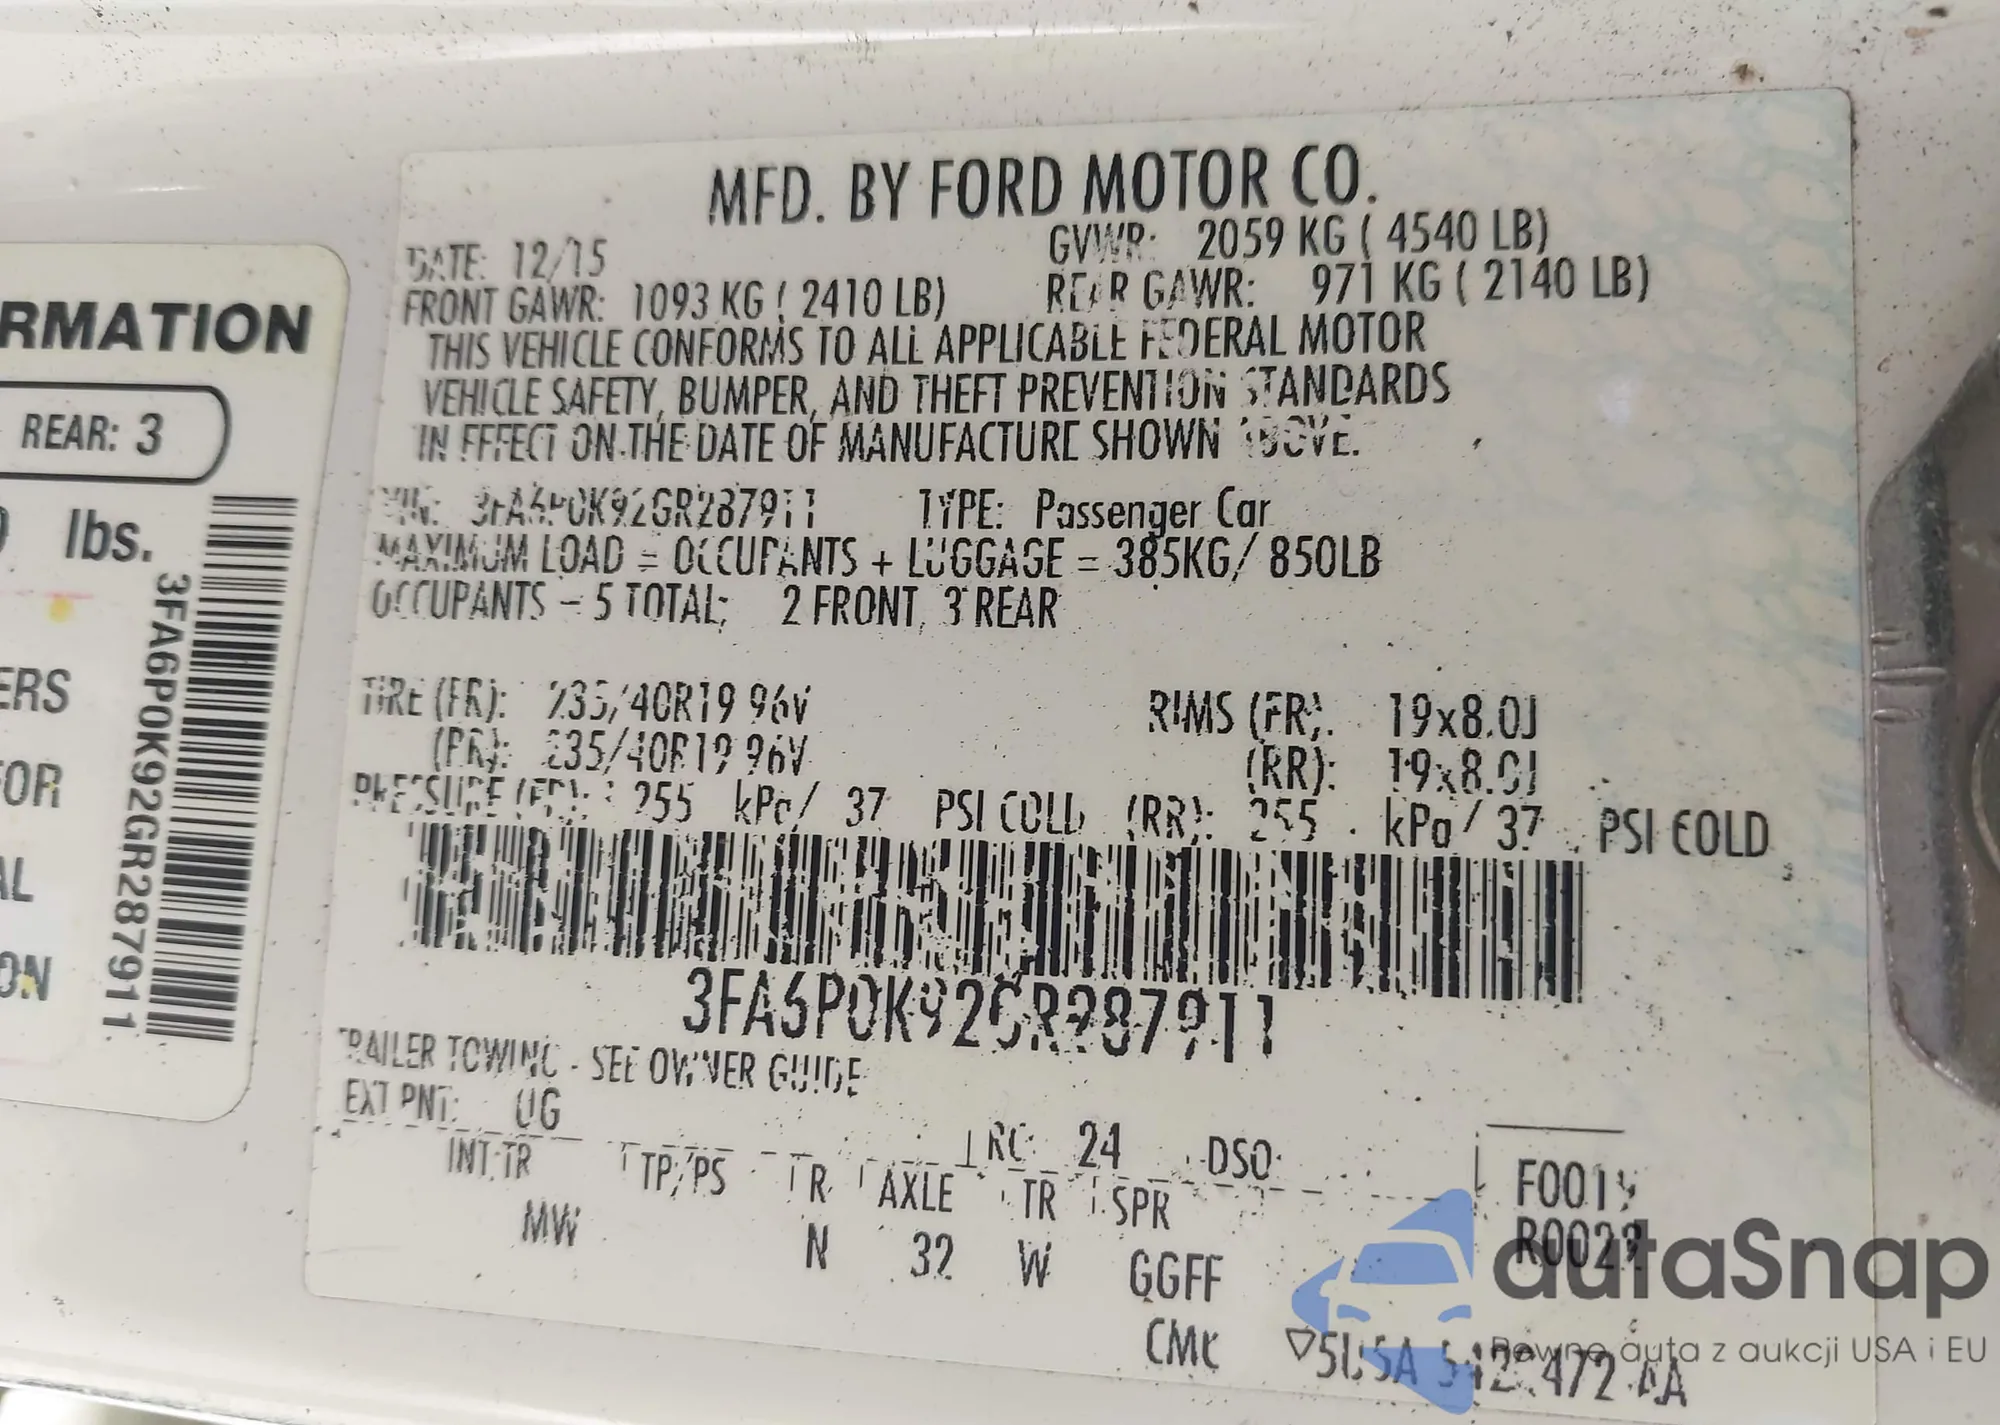 RMATION
REAR: 3
lbs.
ERS
FOR
AL
ON
3FA6P0K92GR287911
MFD. BY FORD MOTOR CO.
DATE: 12/15 GVWR: 2059 KG ( 4540 LB)
FRONT GAWR: 1093 KG ( 2410 LB) REAR GAWR: 971 KG ( 2140 LB)
THIS VEHICLE CONFORMS TO ALL APPLICABLE FEDERAL MOTOR
VEHICLE SAFETY, BUMPER, AND THEFT PREVENTION STANDARDS
IN EFFECT ON THE DATE OF MANUFACTURE SHOWN ABOVE.
VIN: 3FA6P0K92GR287911 TYPE: Passenger Car
MAXIMUM LOAD = OCCUPANTS + LUGGAGE = 385KG/ 850LB
OCCUPANTS - 5 TOTAL; 2 FRONT, 3 REAR
TIRE (FR): 235/40R19 96V RIMS (FR): 19x8.0J
(RR): 235/40R19 96V (RR): 19x8.0J
PRESSURE (FR): 255 kPa/ 37 PSI COLD (RR): 255 kPa/ 37 PSI COLD
3FA6P0K92GR287911
TRAILER TOWING - SEE OWNER GUIDE
EXT PNT: UG RC: 24 DSO:
INT TR TP/PS R AXLE TR SPR
MW N 32 W GGFF
F0019
R0029
CMC
autaSnap
Pewne auta z aukcji USA i EU